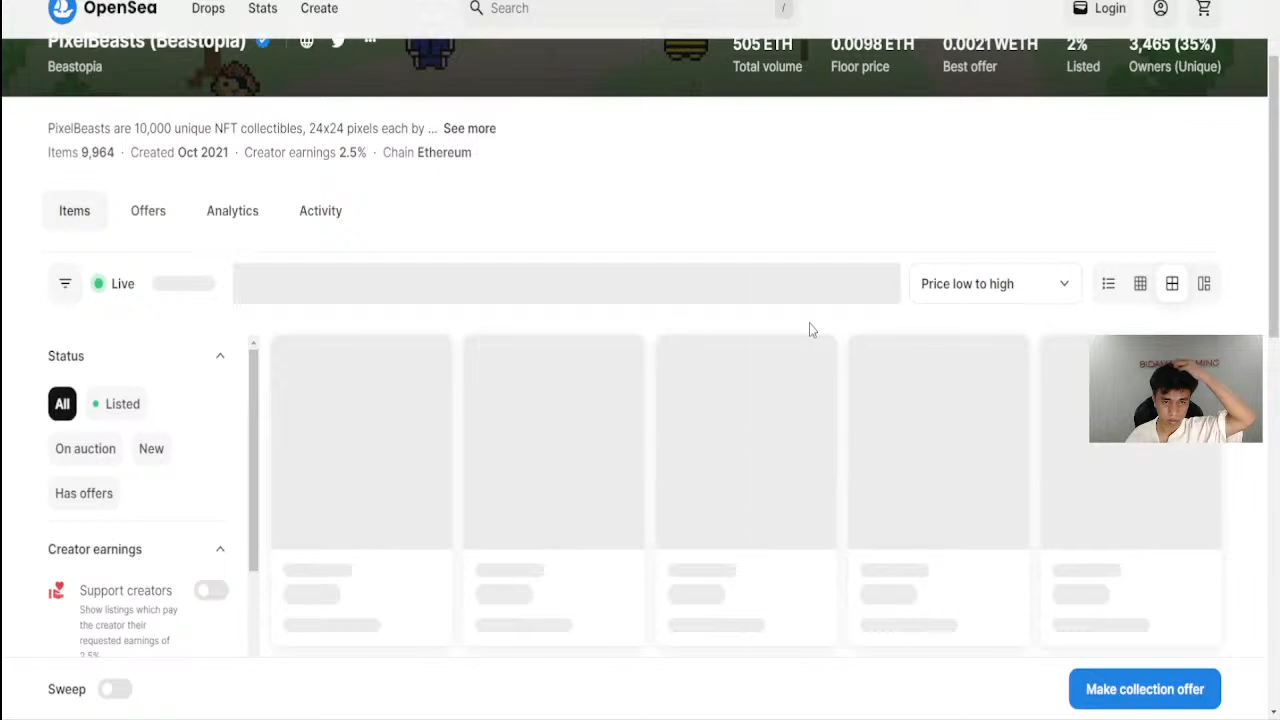 OpenSea
Drops
Stats
Create
Search
/
Login
PixelBeasts (Beastopia)
Beastopia
505 ETH
Total volume
0.0098 ETH
Floor price
0.0021 WETH
Best offer
2%
Listed
3,465 (35%)
Owners (Unique)
PixelBeasts are 10,000 unique NFT collectibles, 24x24 pixels each by ... See more
Items 9,964 · Created Oct 2021 · Creator earnings 2.5% · Chain Ethereum
Items
Offers
Analytics
Activity
Live
Price low to high
Status
All
Listed
On auction
New
Has offers
Creator earnings
Support creators
Show listings which pay
the creator their
requested earnings of
2.5%
Sweep
Make collection offer